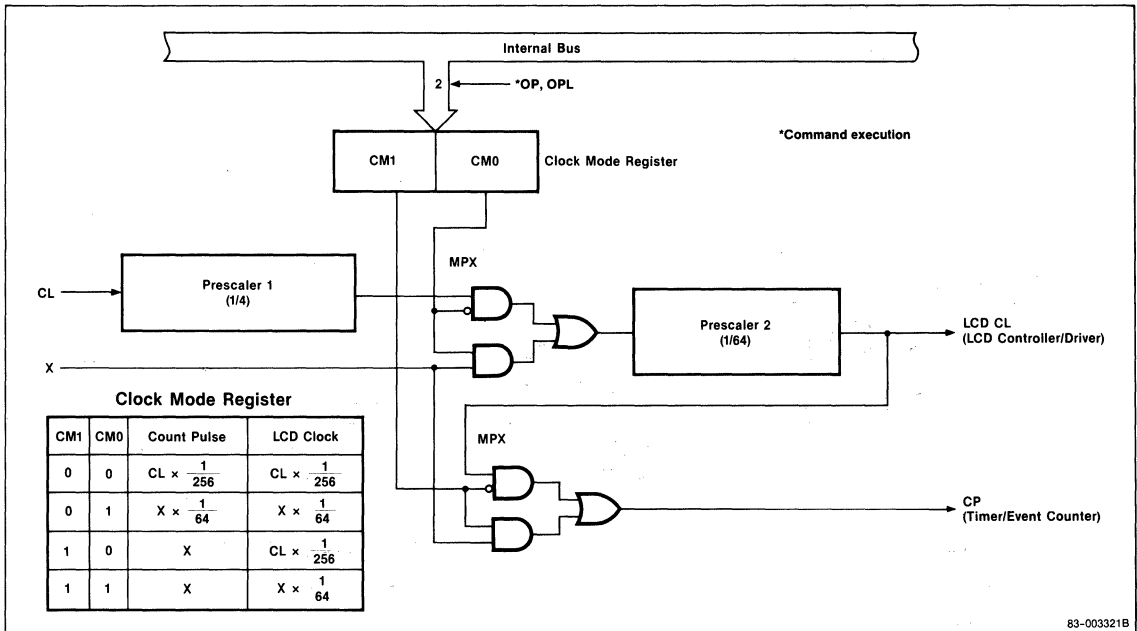 Internal Bus
2
*OP, OPL
*Command execution
CM1 CM0 Clock Mode Register
MPX
CL
Prescaler 1
(1/4)
Prescaler 2
(1/64)
LCD CL
(LCD Controller/Driver)
X
Clock Mode Register
CM1 CM0 Count Pulse LCD Clock
0 0 CL × 1/256 CL × 1/256
0 1 X × 1/64 X × 1/64
1 0 X CL × 1/256
1 1 X X × 1/64
MPX
CP
(Timer/Event Counter)
83-003321B